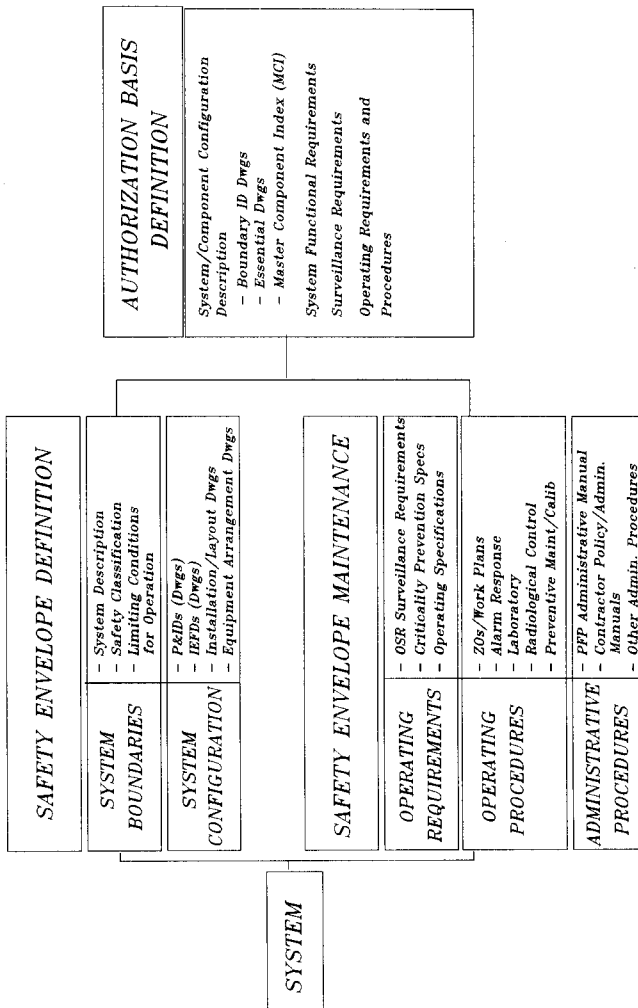 SYSTEM
SAFETY ENVELOPE DEFINITION
SYSTEM
BOUNDARIES
- System Description
- Safety Classification
- Limiting Conditions
for Operation
SYSTEM
CONFIGURATION
- P&IDs (Dwgs)
- IEFDs (Dwgs)
- Installation/Layout Dwgs
- Equipment Arrangement Dwgs
SAFETY ENVELOPE MAINTENANCE
OPERATING
REQUIREMENTS
- OSR Surveillance Requirements
- Criticality Prevention Specs
- Operating Specifications
OPERATING
PROCEDURES
- ZOs/Work Plans
- Alarm Response
- Laboratory
- Radiological Control
- Preventive Maint/Calib
ADMINISTRATIVE
PROCEDURES
- PFP Administrative Manual
- Contractor Policy/Admin.
Manuals
- Other Admin. Procedures
AUTHORIZATION BASIS
DEFINITION
System/Component Configuration
Description
- Boundary ID Dwgs
- Essential Dwgs
- Master Component Index (MCI)
System Functional Requirements
Surveillance Requirements
Operating Requirements and
Procedures